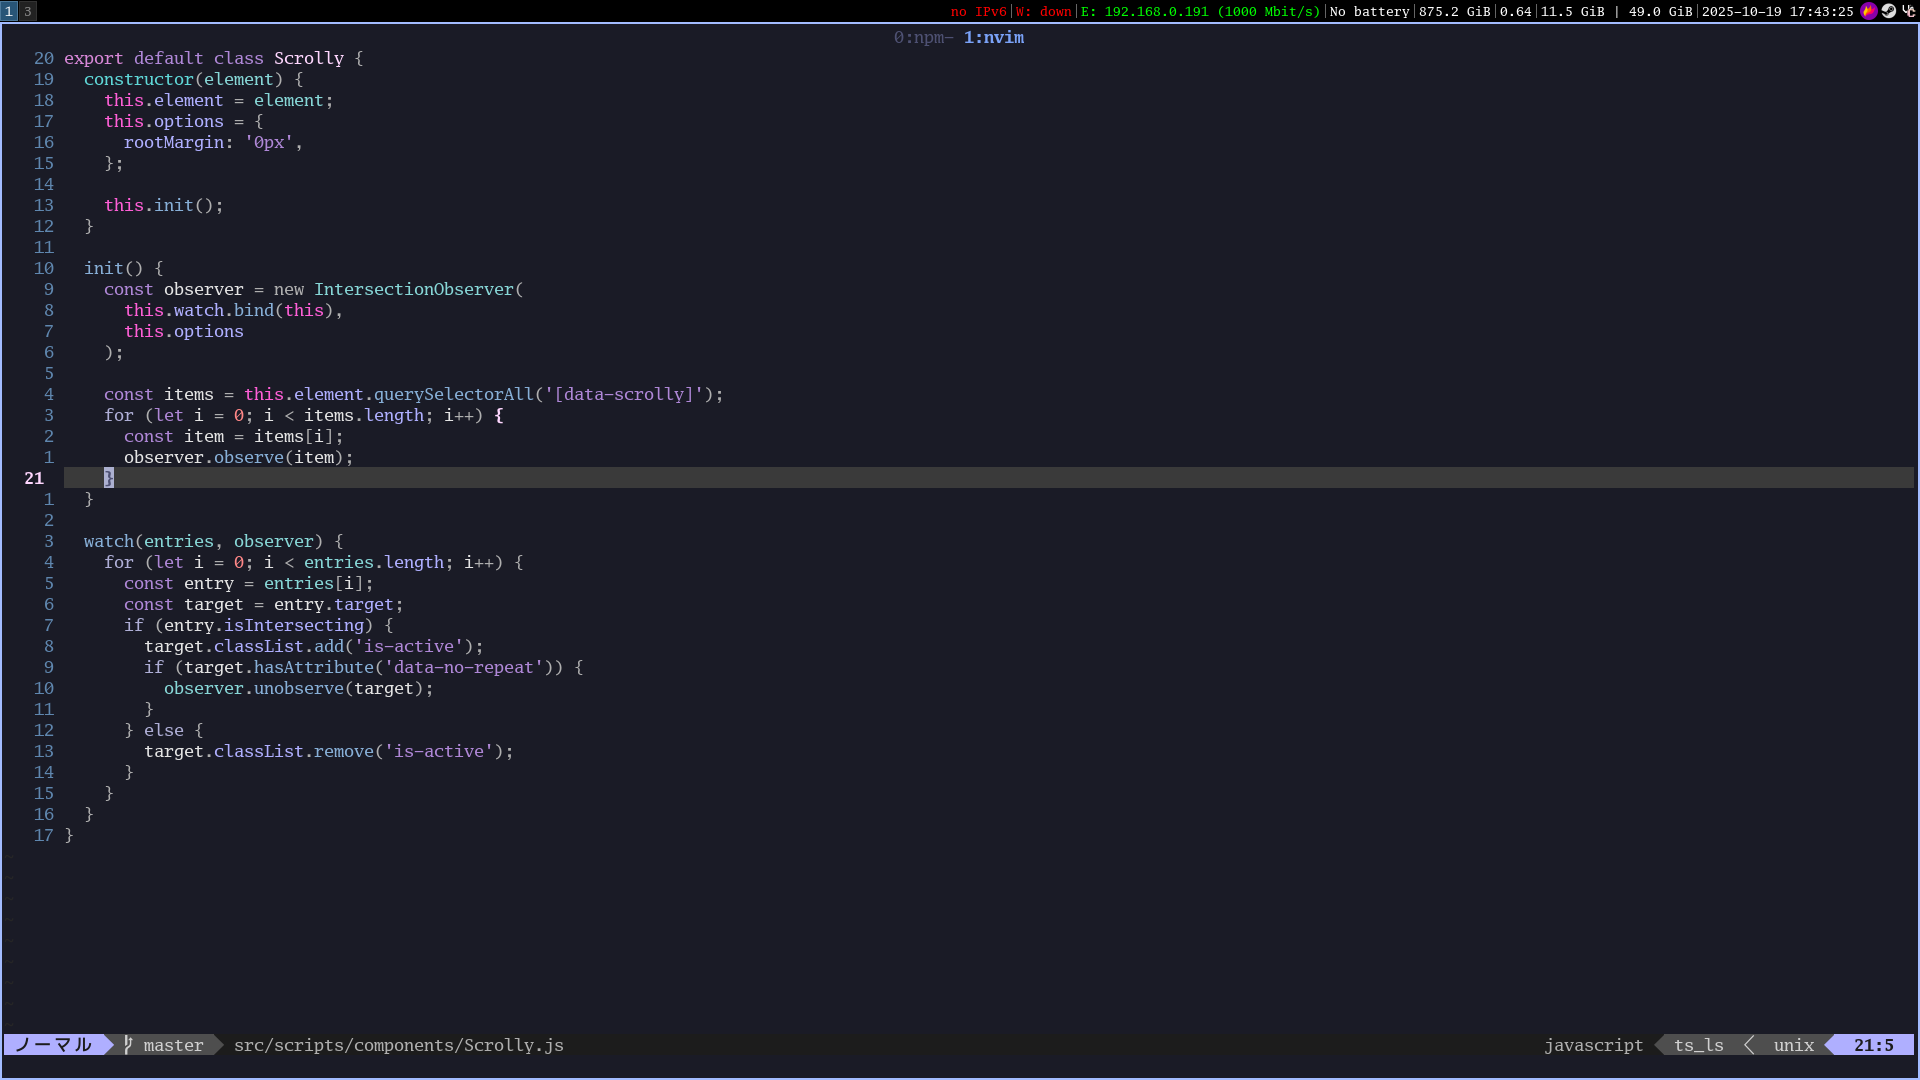 1 3 no IPv6|W: down|E: 192.168.0.191 (1000 Mbit/s)|No battery|875.2 GiB|0.64|11.5 GiB | 49.0 GiB|2025-10-19 17:43:25
0:npm- 1:nvim
20 export default class Scrolly {
19   constructor(element) {
18     this.element = element;
17     this.options = {
16       rootMargin: '0px',
15     };
14
13     this.init();
12   }
11
10   init() {
9     const observer = new IntersectionObserver(
8       this.watch.bind(this),
7       this.options
6     );
5
4     const items = this.element.querySelectorAll('[data-scrolly]');
3     for (let i = 0; i < items.length; i++) {
2       const item = items[i];
1       observer.observe(item);
21     }
1   }
2
3   watch(entries, observer) {
4     for (let i = 0; i < entries.length; i++) {
5       const entry = entries[i];
6       const target = entry.target;
7       if (entry.isIntersecting) {
8         target.classList.add('is-active');
9         if (target.hasAttribute('data-no-repeat')) {
10           observer.unobserve(target);
11         }
12       } else {
13         target.classList.remove('is-active');
14       }
15     }
16   }
17 }
ノーマル master src/scripts/components/Scrolly.js javascript ts_ls unix 21:5